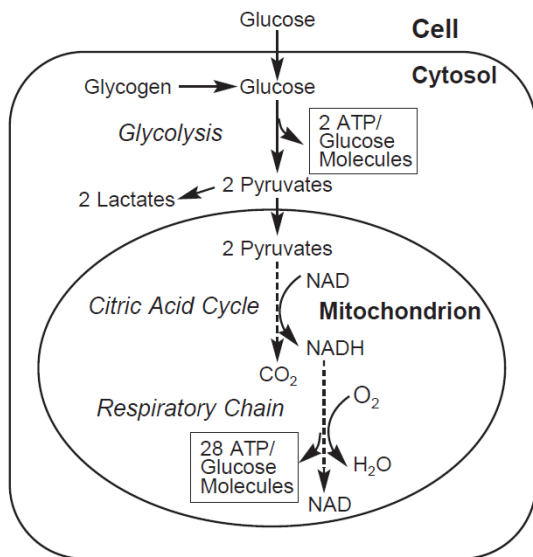 Glucose
Cell
Cytosol
Glycogen
Glucose
Glycolysis
2 ATP/
Glucose
Molecules
2 Lactates
2 Pyruvates
2 Pyruvates
NAD
Citric Acid Cycle
Mitochondrion
NADH
CO₂
Respiratory Chain
O₂
28 ATP/
Glucose
Molecules
H₂O
NAD